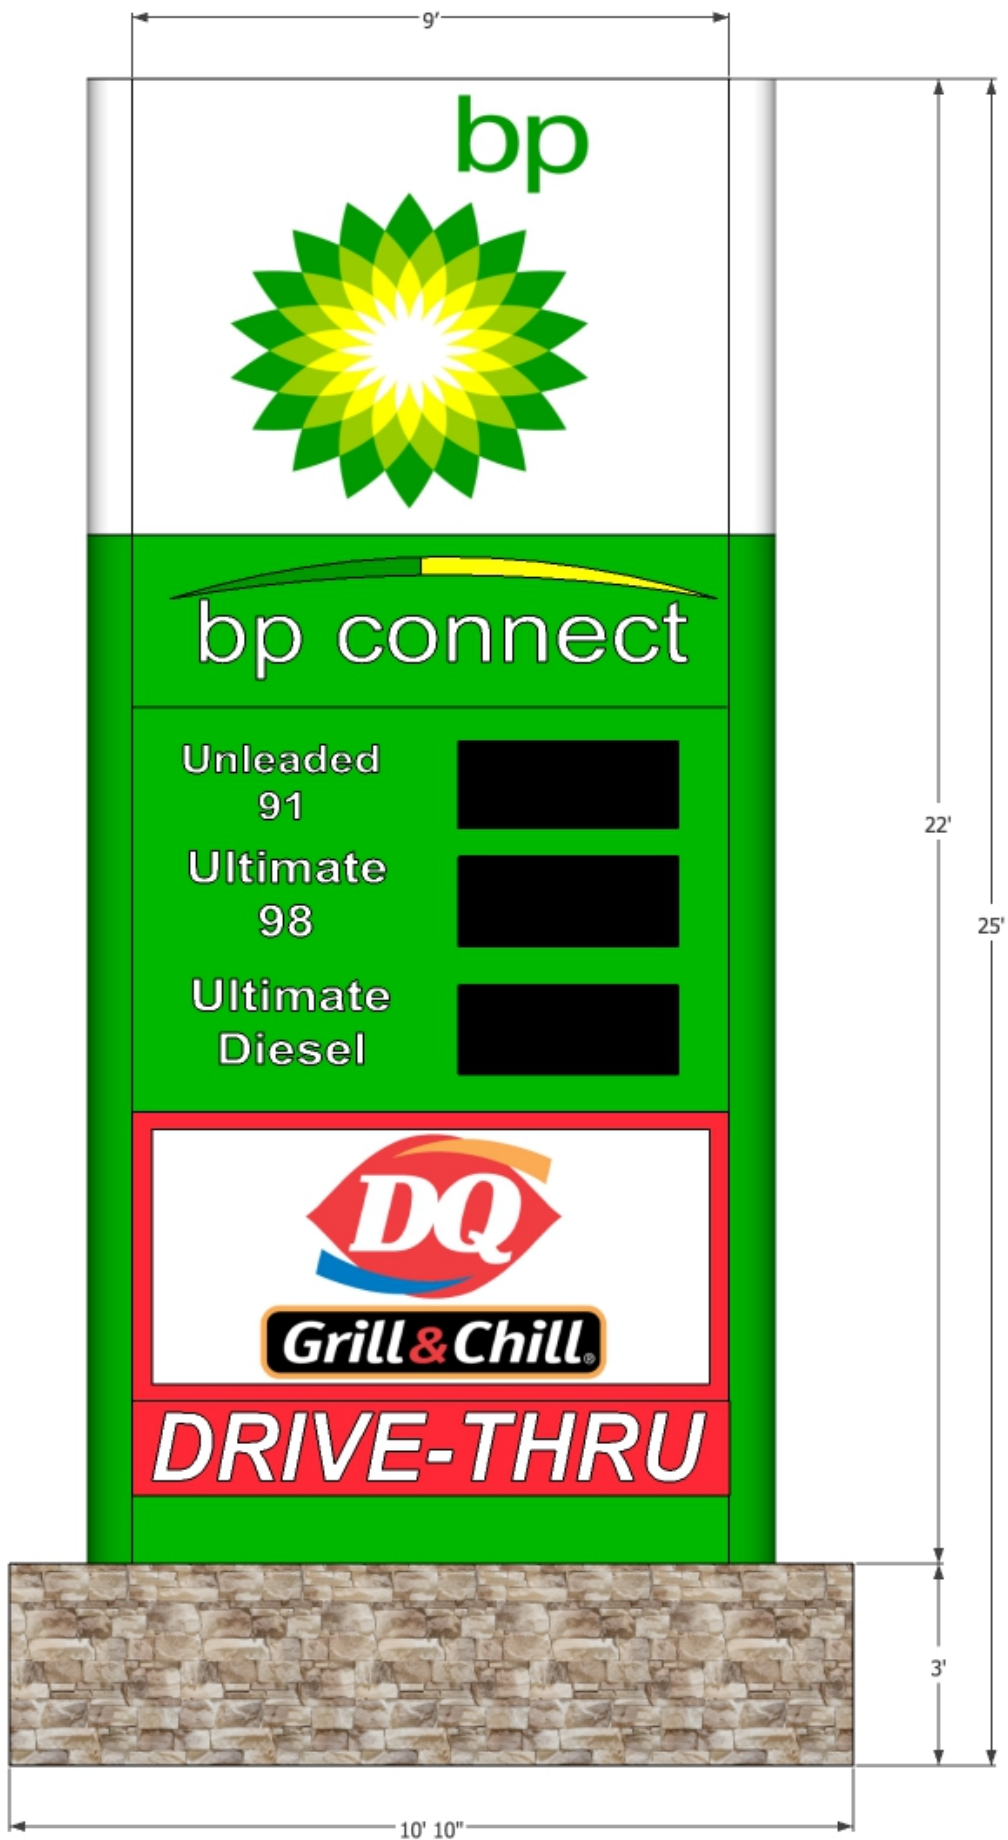 9'
bp
bp connect
Unleaded
91
Ultimate
98
Ultimate
Diesel
22'
25'
DQ
Grill & Chill®
DRIVE-THRU
3'
10' 10"